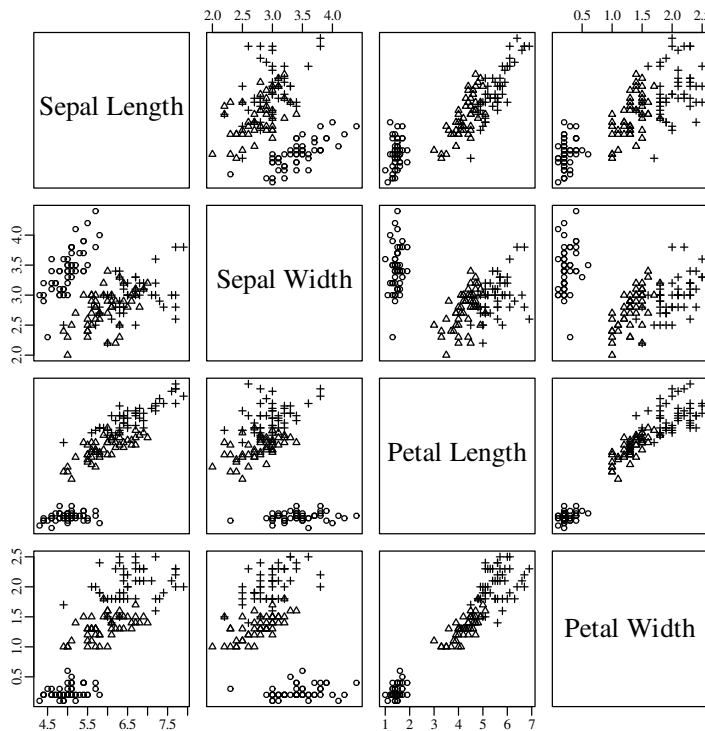 2.0 3.0 4.0
0.5 1.0 1.5 2.0 2.5
Sepal Length
2.0 2.5 3.0 3.5 4.0
Sepal Width
Petal Length
0.5 1.0 1.5 2.0 2.5
Petal Width
4.5 5.5 6.5 7.5
1 2 3 4 5 6 7